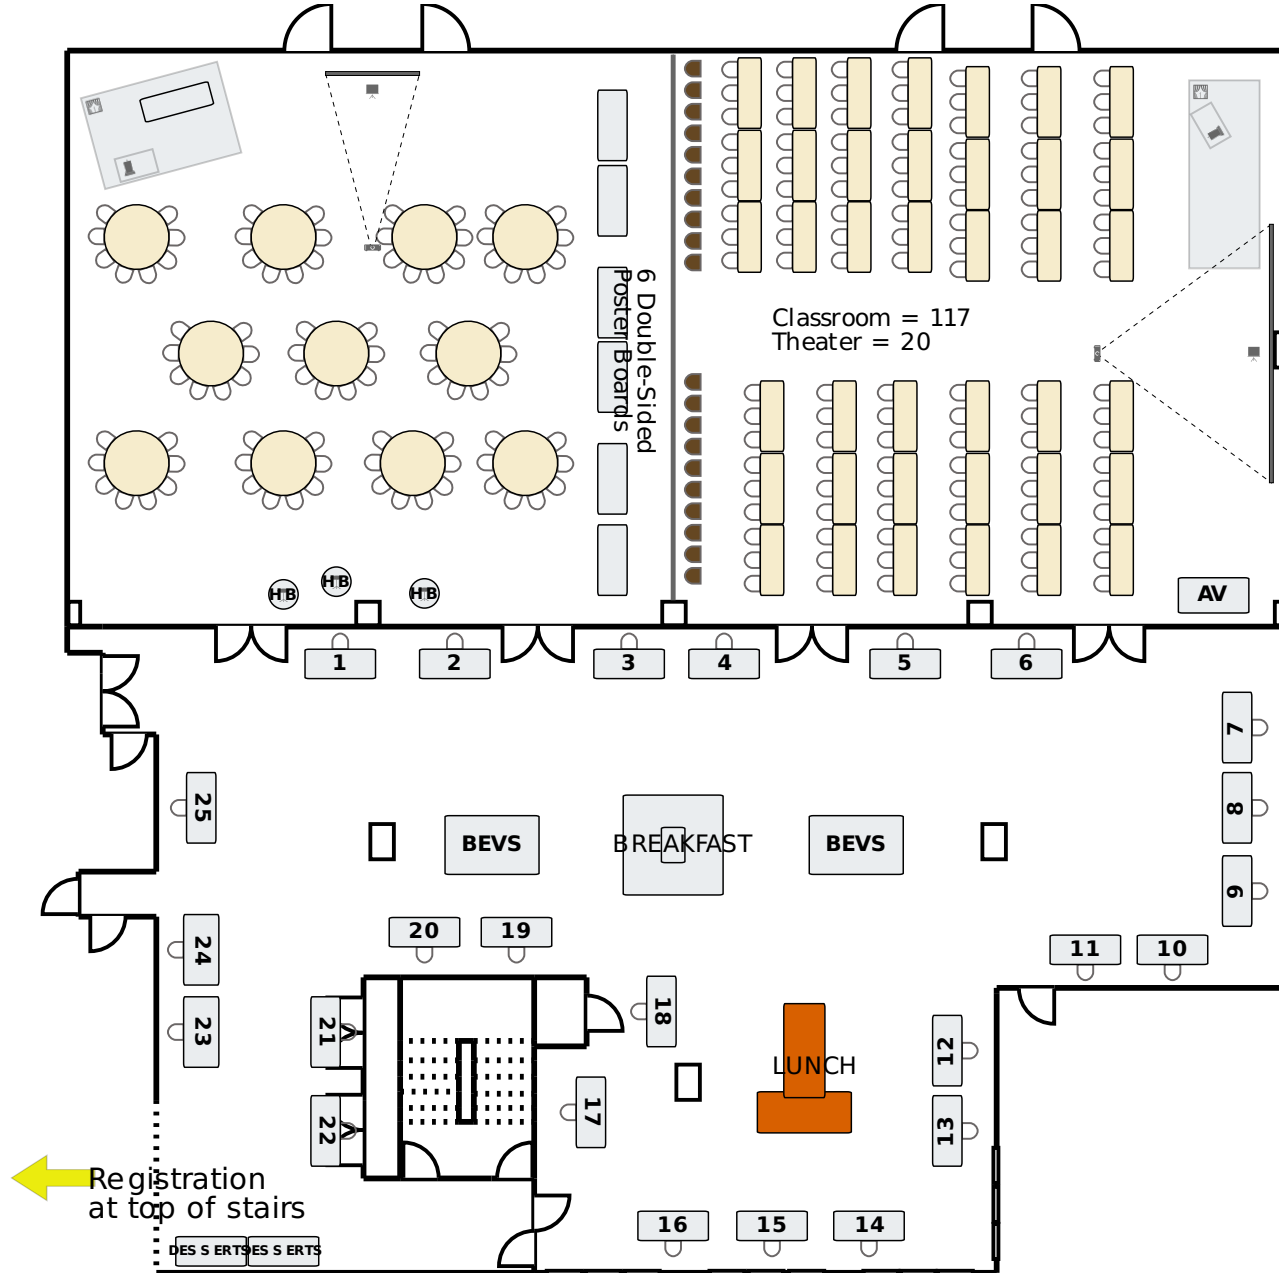 6 Double-Sided
Poster Boards
Classroom = 117
Theater = 20
HB
HB
HB
AV
1
2
3
4
5
6
7
8
9
25
BEVS
BREAKFAST
BEVS
20
19
11
10
24
23
21
18
12
LUNCH
22
17
13
Registration
at top of stairs
16
15
14
DESSERTS
DESSERTS